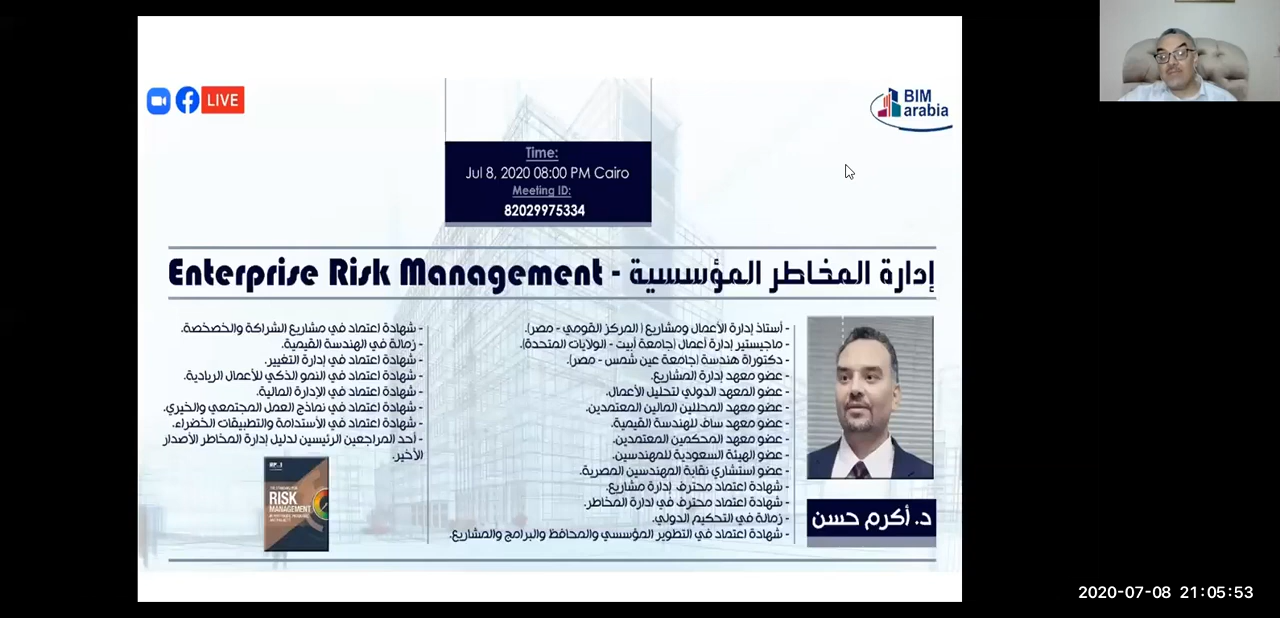 LIVE
BIM
arabia
Time:
Jul 8, 2020 08:00 PM Cairo
Meeting ID:
82029975334
إدارة المخاطر المؤسسية - Enterprise Risk Management
- أستاذ إدارة الأعمال ومشاريع (المركز القومي - مصر).
- ماجيستير إدارة أعمال (جامعة أبيت - الولايات المتحدة).
- دكتوراة هندسة (جامعة عين شمس - مصر).
- عضو معهد إدارة المشاريع.
- عضو المعهد الدولي لتحليل الأعمال.
- عضو معهد المحللين المالين المعتمدين.
- عضو معهد ساف للهندسة القيمية.
- عضو معهد المحكمين المعتمدين.
- عضو الهيئة السعودية للمهندسين.
- عضو استشاري نقابة المهندسين المصرية.
- شهادة اعتماد محترف إدارة مشاريع.
- شهادة اعتماد محترف في ادارة المخاطر.
- زمالة في التحكيم الدولي.
- شهادة اعتماد في التطوير المؤسسي والمحافظ والبرامج والمشاريع.
- شهادة اعتماد في مشاريع الشراكة والخصخصة.
- زمالة في الهندسة القيمية.
- شهادة اعتماد في إدارة التغيير.
- شهادة اعتماد في النمو الذكي للأعمال الريادية.
- شهادة اعتماد في الإدارة المالية.
- شهادة اعتماد في نماذج العمل المجتمعي والخيري.
- شهادة اعتماد في الأستدامة والتطبيقات الخضراء.
- أحد المراجعين الرئيسين لدليل إدارة المخاطر الأصدار
الأخير.
RISK
MANAGEMENT
د. أكرم حسن
2020-07-08 21:05:53